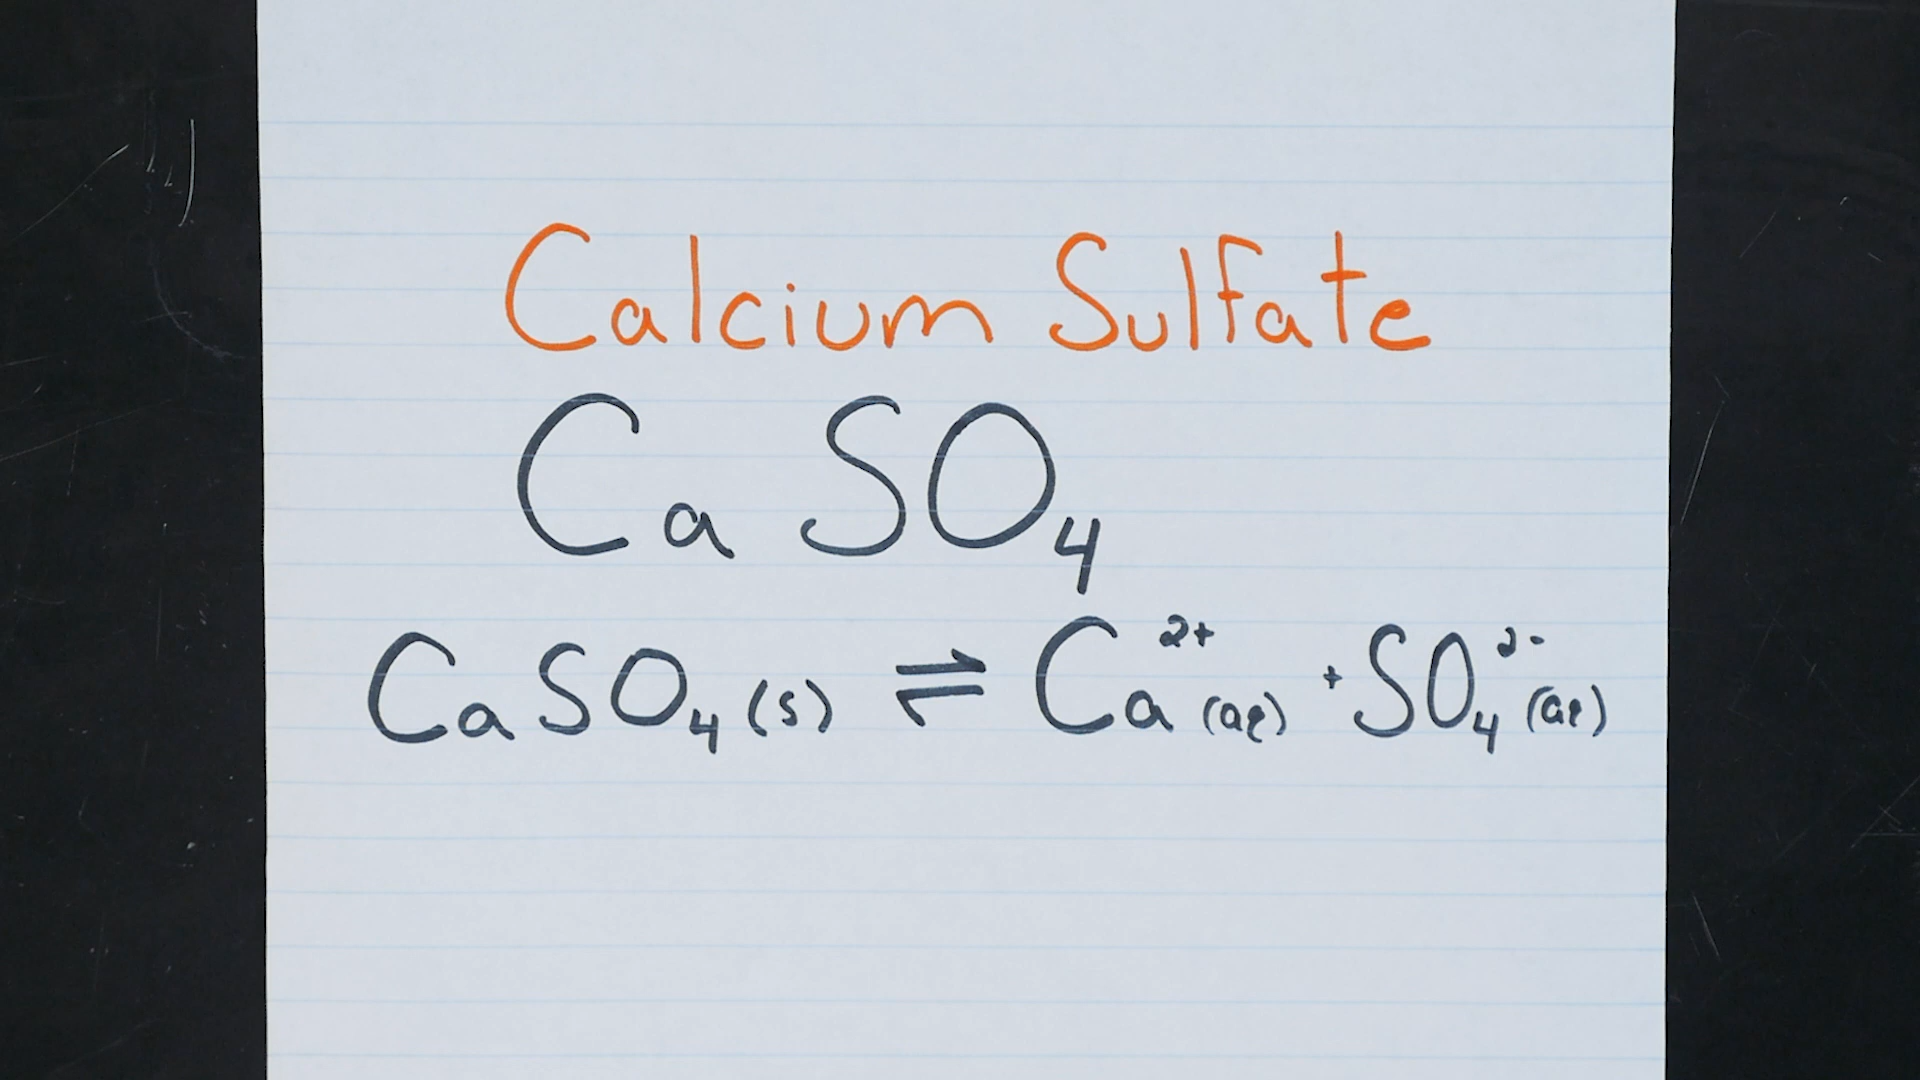 Calcium Sulfate
CaSO₄
CaSO₄(s) ⇌ Ca²⁺(aq) + SO₄²⁻(aq)